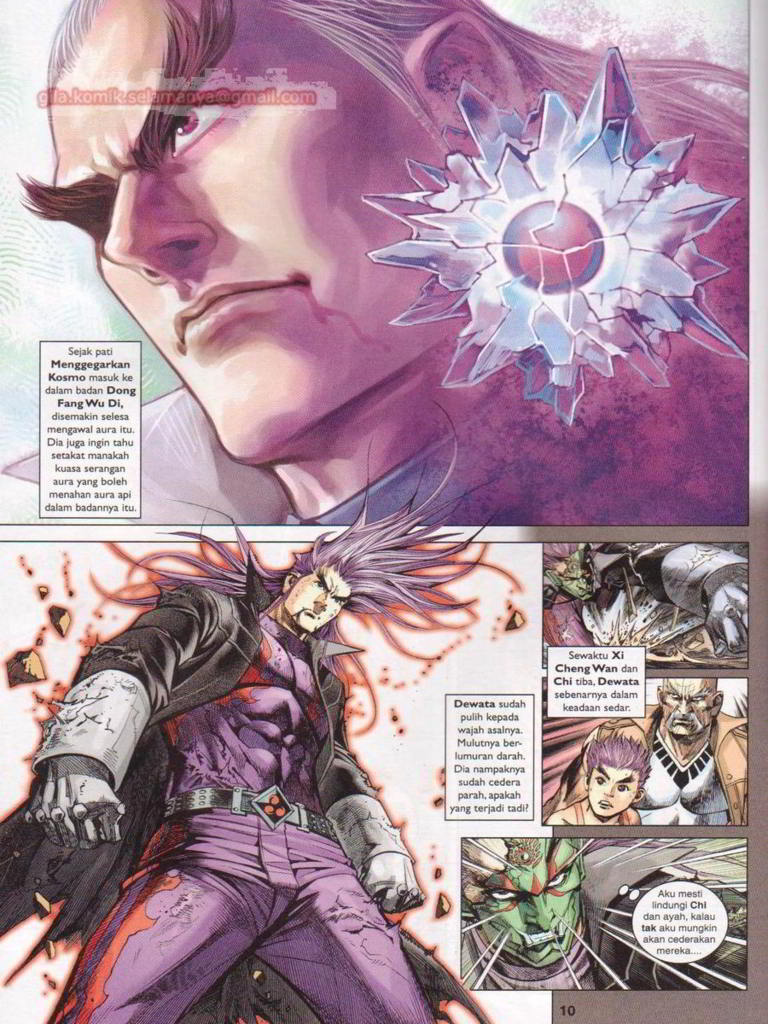 gila.komik.selamanya@gmail.com
Sejak pati
Menggegarkan
Kosmo masuk ke
dalam badan Dong
Fang Wu Di,
disemakin selesa
mengawal aura itu.
Dia juga ingin tahu
setakat manakah
kuasa serangan
aura yang boleh
menahan aura api
dalam badannya itu.
Sewaktu Xi
Cheng Wan dan
Chi tiba, Dewata
sebenarnya dalam
keadaan sedar.
Dewata sudah
pulih kepada
wajah asalnya.
Mulutnya ber-
lumuran darah.
Dia nampaknya
sudah cedera
parah, apakah
yang terjadi tadi?
Aku mesti
lindungi Chi
dan ayah, kalau
tak aku mungkin
akan cederakan
mereka....
10